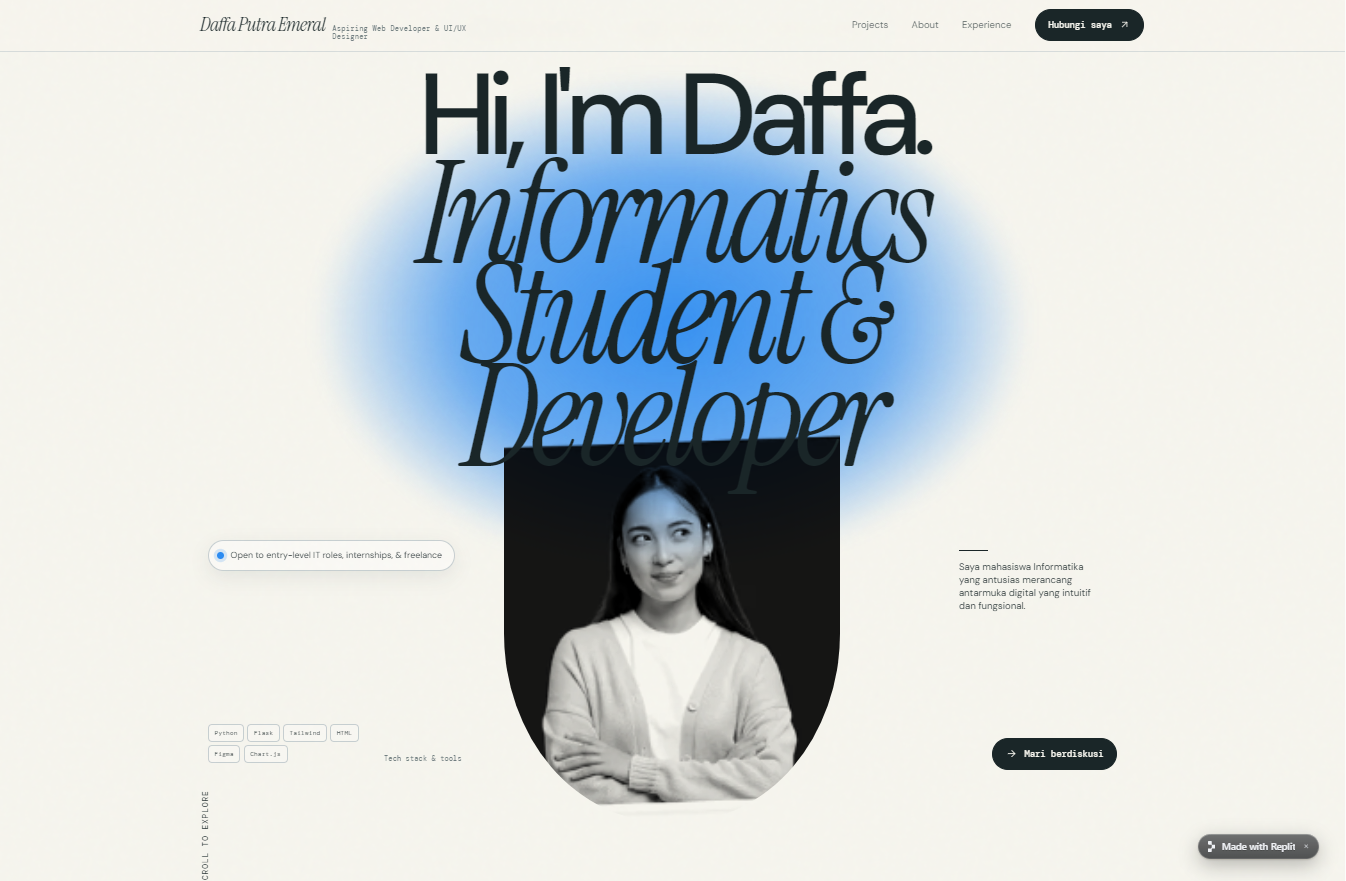 Daffa Putra Emeral
Aspiring Web Developer & UI/UX
Designer
Projects
About
Experience
Hubungi saya
Hi, I'm Daffa.
Informatics
Student &
Developer
Open to entry-level IT roles, internships, & freelance
Saya mahasiswa Informatika
yang antusias merancang
antarmuka digital yang intuitif
dan fungsional.
Python
Flask
Tailwind
HTML
Figma
Chart.js
Tech stack & tools
Mari berdiskusi
CROLL TO EXPLORE
Made with Replit